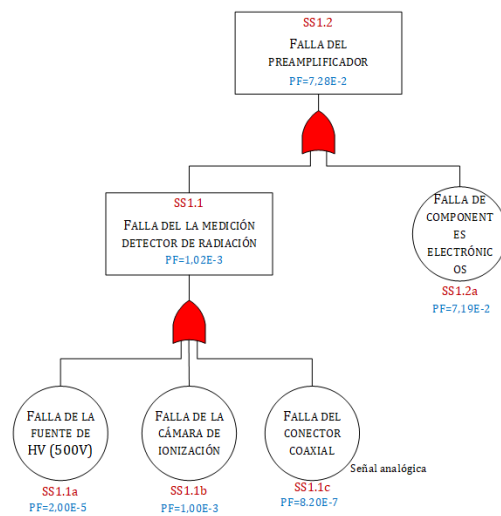 SS1.2
FALLA DEL
PREAMPLIFICADOR
PF=7,28E-2
SS1.1
FALLA DEL LA MEDICIÓN
DETECTOR DE RADIACIÓN
PF=1,02E-3
FALLA DE
COMPONENT
ES
ELECTRÓNIC
OS
SS1.2a
PF=7,19E-2
FALLA DE LA
FUENTE DE
HV (500V)
SS1.1a
PF=2,00E-5
FALLA DE LA
CÁMARA DE
IONIZACIÓN
SS1.1b
PF=1,00E-3
FALLA DEL
CONECTOR
COAXIAL
Señal analógica
SS1.1c
PF=8.20E-7